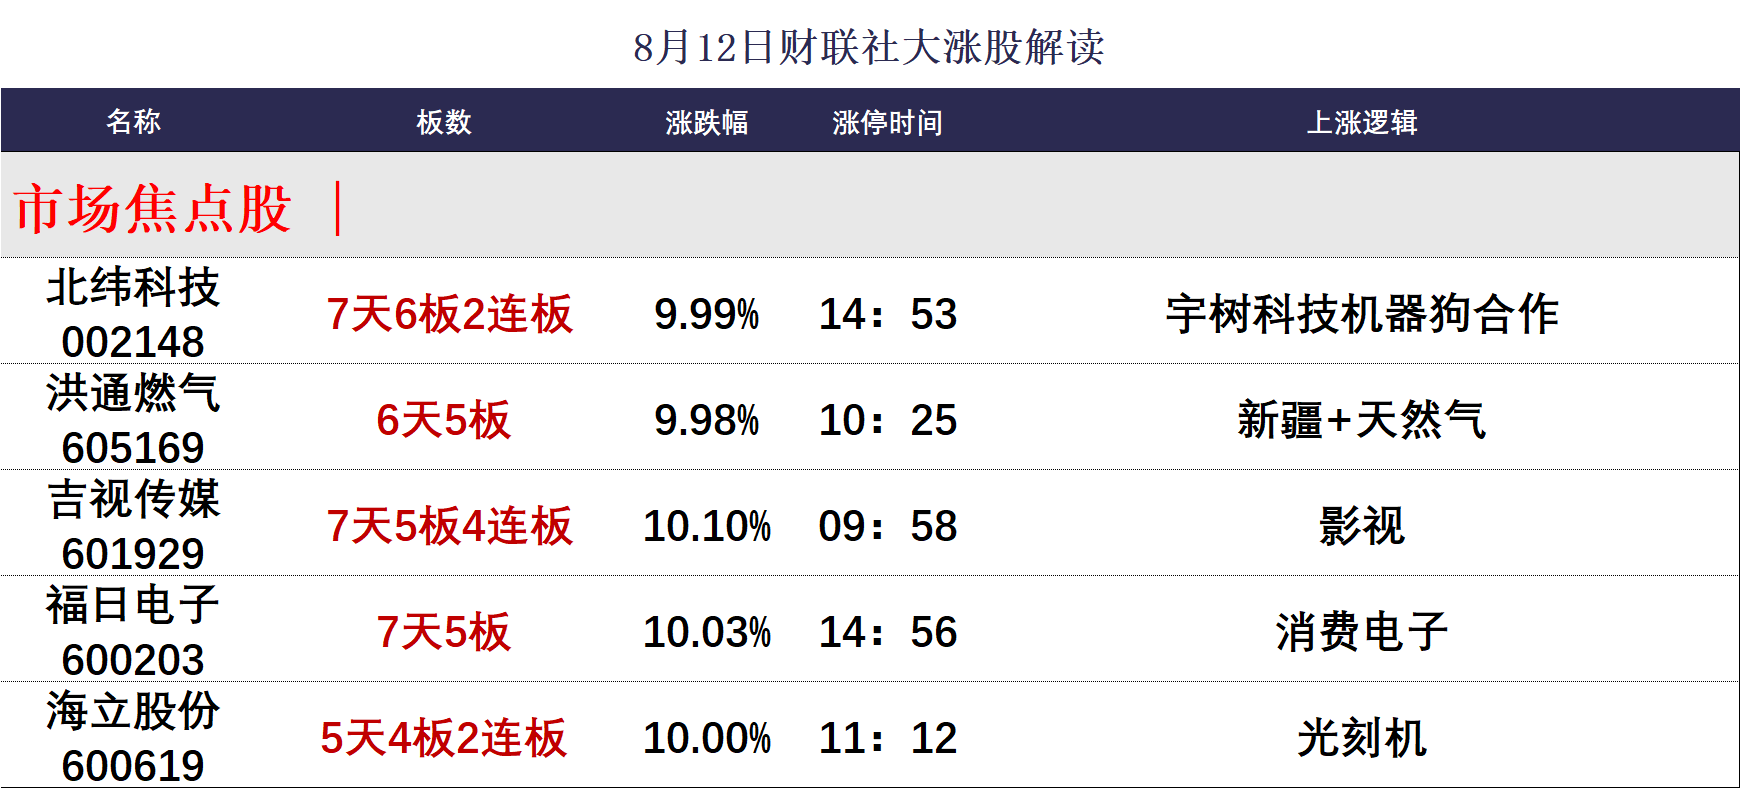 8月12日财联社大涨股解读
名称 板数 涨跌幅 涨停时间 上涨逻辑
市场焦点股 |
北纬科技
002148 7天6板2连板 9.99% 14：53 宇树科技机器狗合作
洪通燃气
605169 6天5板 9.98% 10：25 新疆+天然气
吉视传媒
601929 7天5板4连板 10.10% 09：58 影视
福日电子
600203 7天5板 10.03% 14：56 消费电子
海立股份
600619 5天4板2连板 10.00% 11：12 光刻机